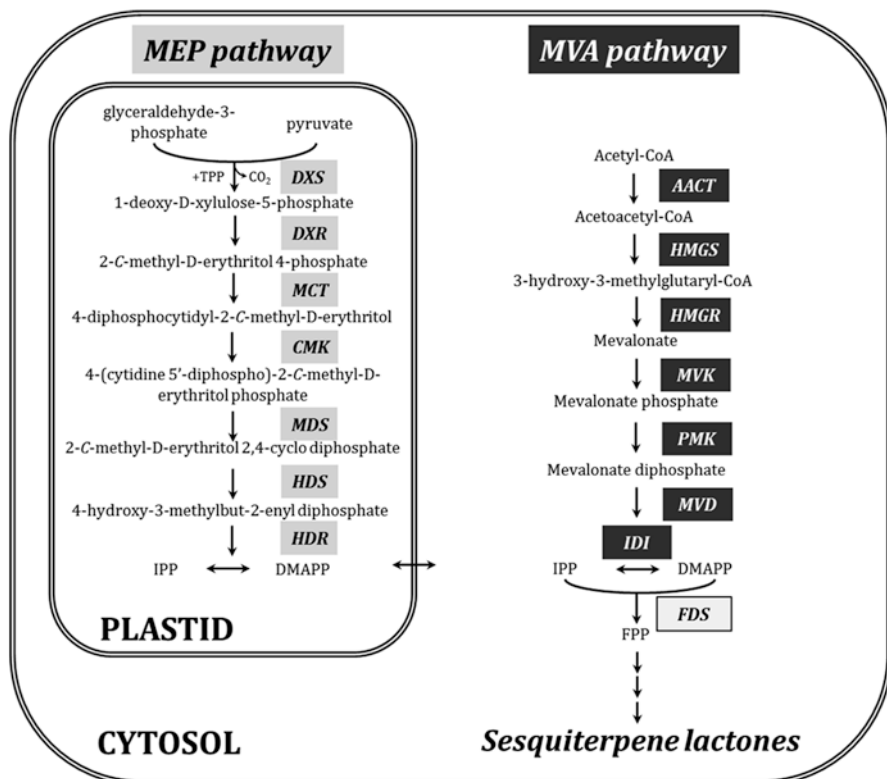 MEP pathway
glyceraldehyde-3-
phosphate
pyruvate
+TPP
CO2
DXS
1-deoxy-D-xylulose-5-phosphate
DXR
2-C-methyl-D-erythritol 4-phosphate
MCT
4-diphosphocytidyl-2-C-methyl-D-erythritol
CMK
4-(cytidine 5'-diphospho)-2-C-methyl-D-
erythritol phosphate
MDS
2-C-methyl-D-erythritol 2,4-cyclo diphosphate
HDS
4-hydroxy-3-methylbut-2-enyl diphosphate
HDR
IPP
DMAPP
PLASTID
CYTOSOL
MVA pathway
Acetyl-CoA
AACT
Acetoacetyl-CoA
HMGS
3-hydroxy-3-methylglutaryl-CoA
HMGR
Mevalonate
MVK
Mevalonate phosphate
PMK
Mevalonate diphosphate
MVD
IDI
IPP
DMAPP
FDS
FPP
Sesquiterpene lactones